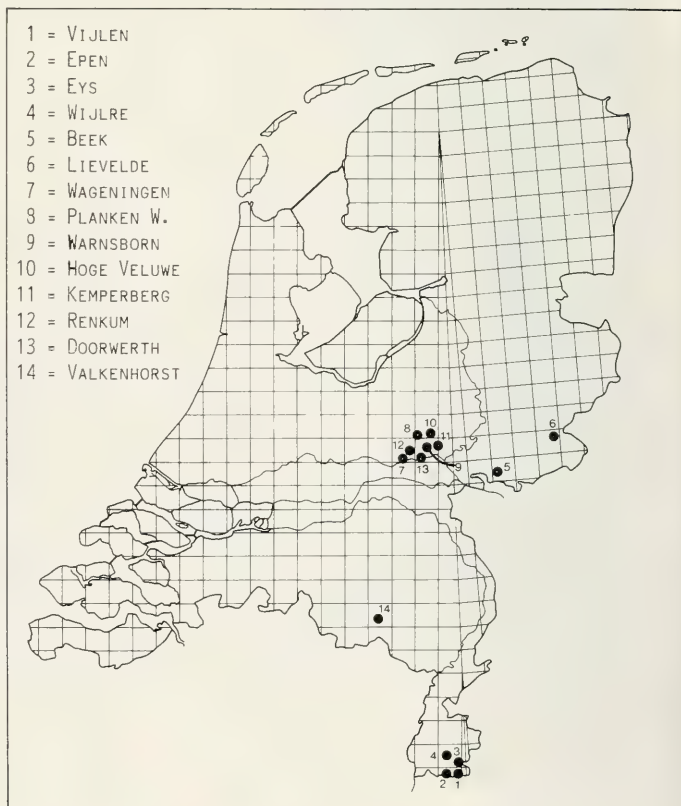 1 = VIJLEN
2 = EPEN
3 = EYS
4 = WIJLRE
5 = BEEK
6 = LIEVELDE
7 = WAGENINGEN
8 = PLANKEN W.
9 = WARNSBORN
10 = HOGE VELUWE
11 = KEMPERBERG
12 = RENKUM
13 = DOORWERTH
14 = VALKENHORST
8 10
12 11
7 13 9
6
5
14
4 3
2 1